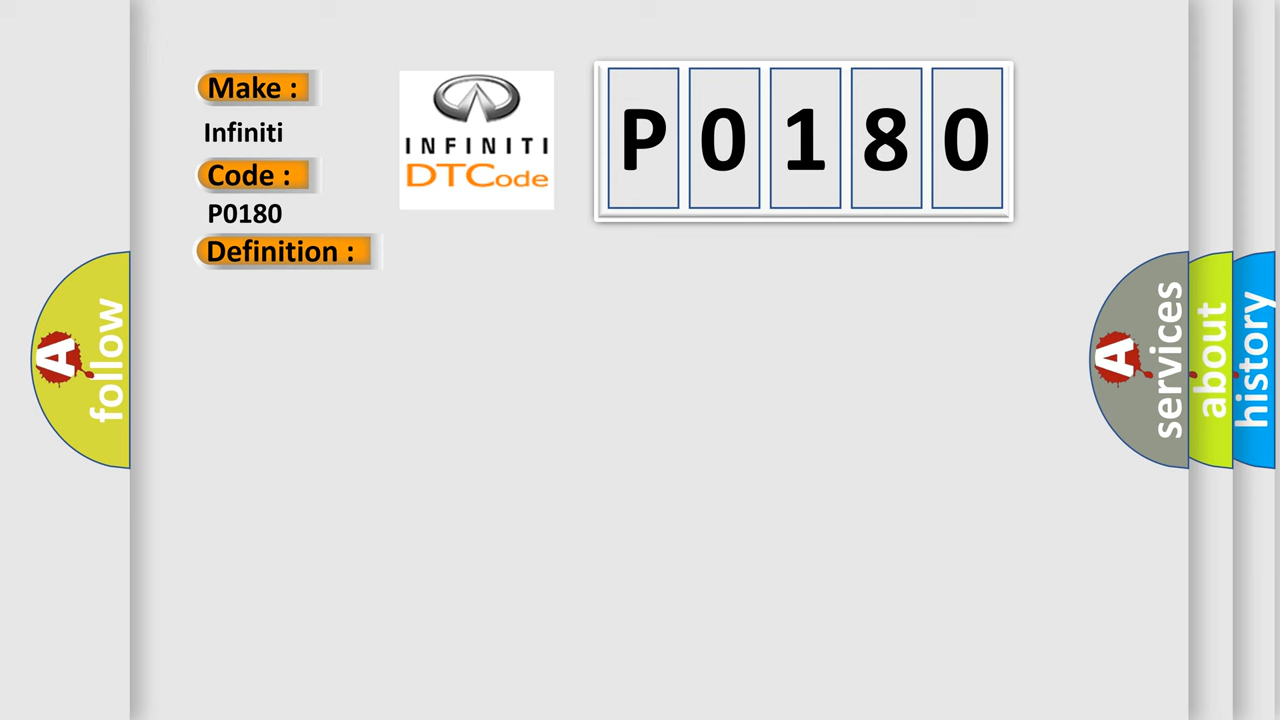 Make :
Infiniti
Code :
P0180
Definition :
INFINITI
DTCode
P0180
A
follow
A
services
about
history